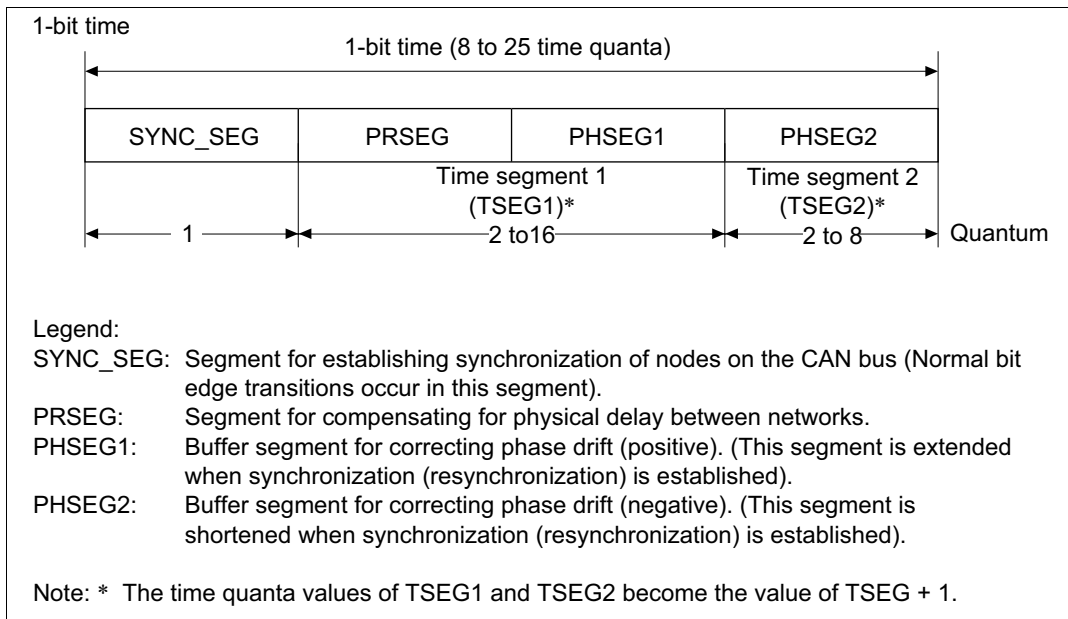 1-bit time
1-bit time (8 to 25 time quanta)
SYNC_SEG PRSEG PHSEG1 PHSEG2
Time segment 1 Time segment 2
(TSEG1)* (TSEG2)*
1 2 to16 2 to 8 Quantum
Legend:
SYNC_SEG: Segment for establishing synchronization of nodes on the CAN bus (Normal bit
edge transitions occur in this segment).
PRSEG: Segment for compensating for physical delay between networks.
PHSEG1: Buffer segment for correcting phase drift (positive). (This segment is extended
when synchronization (resynchronization) is established).
PHSEG2: Buffer segment for correcting phase drift (negative). (This segment is
shortened when synchronization (resynchronization) is established).
Note: * The time quanta values of TSEG1 and TSEG2 become the value of TSEG + 1.